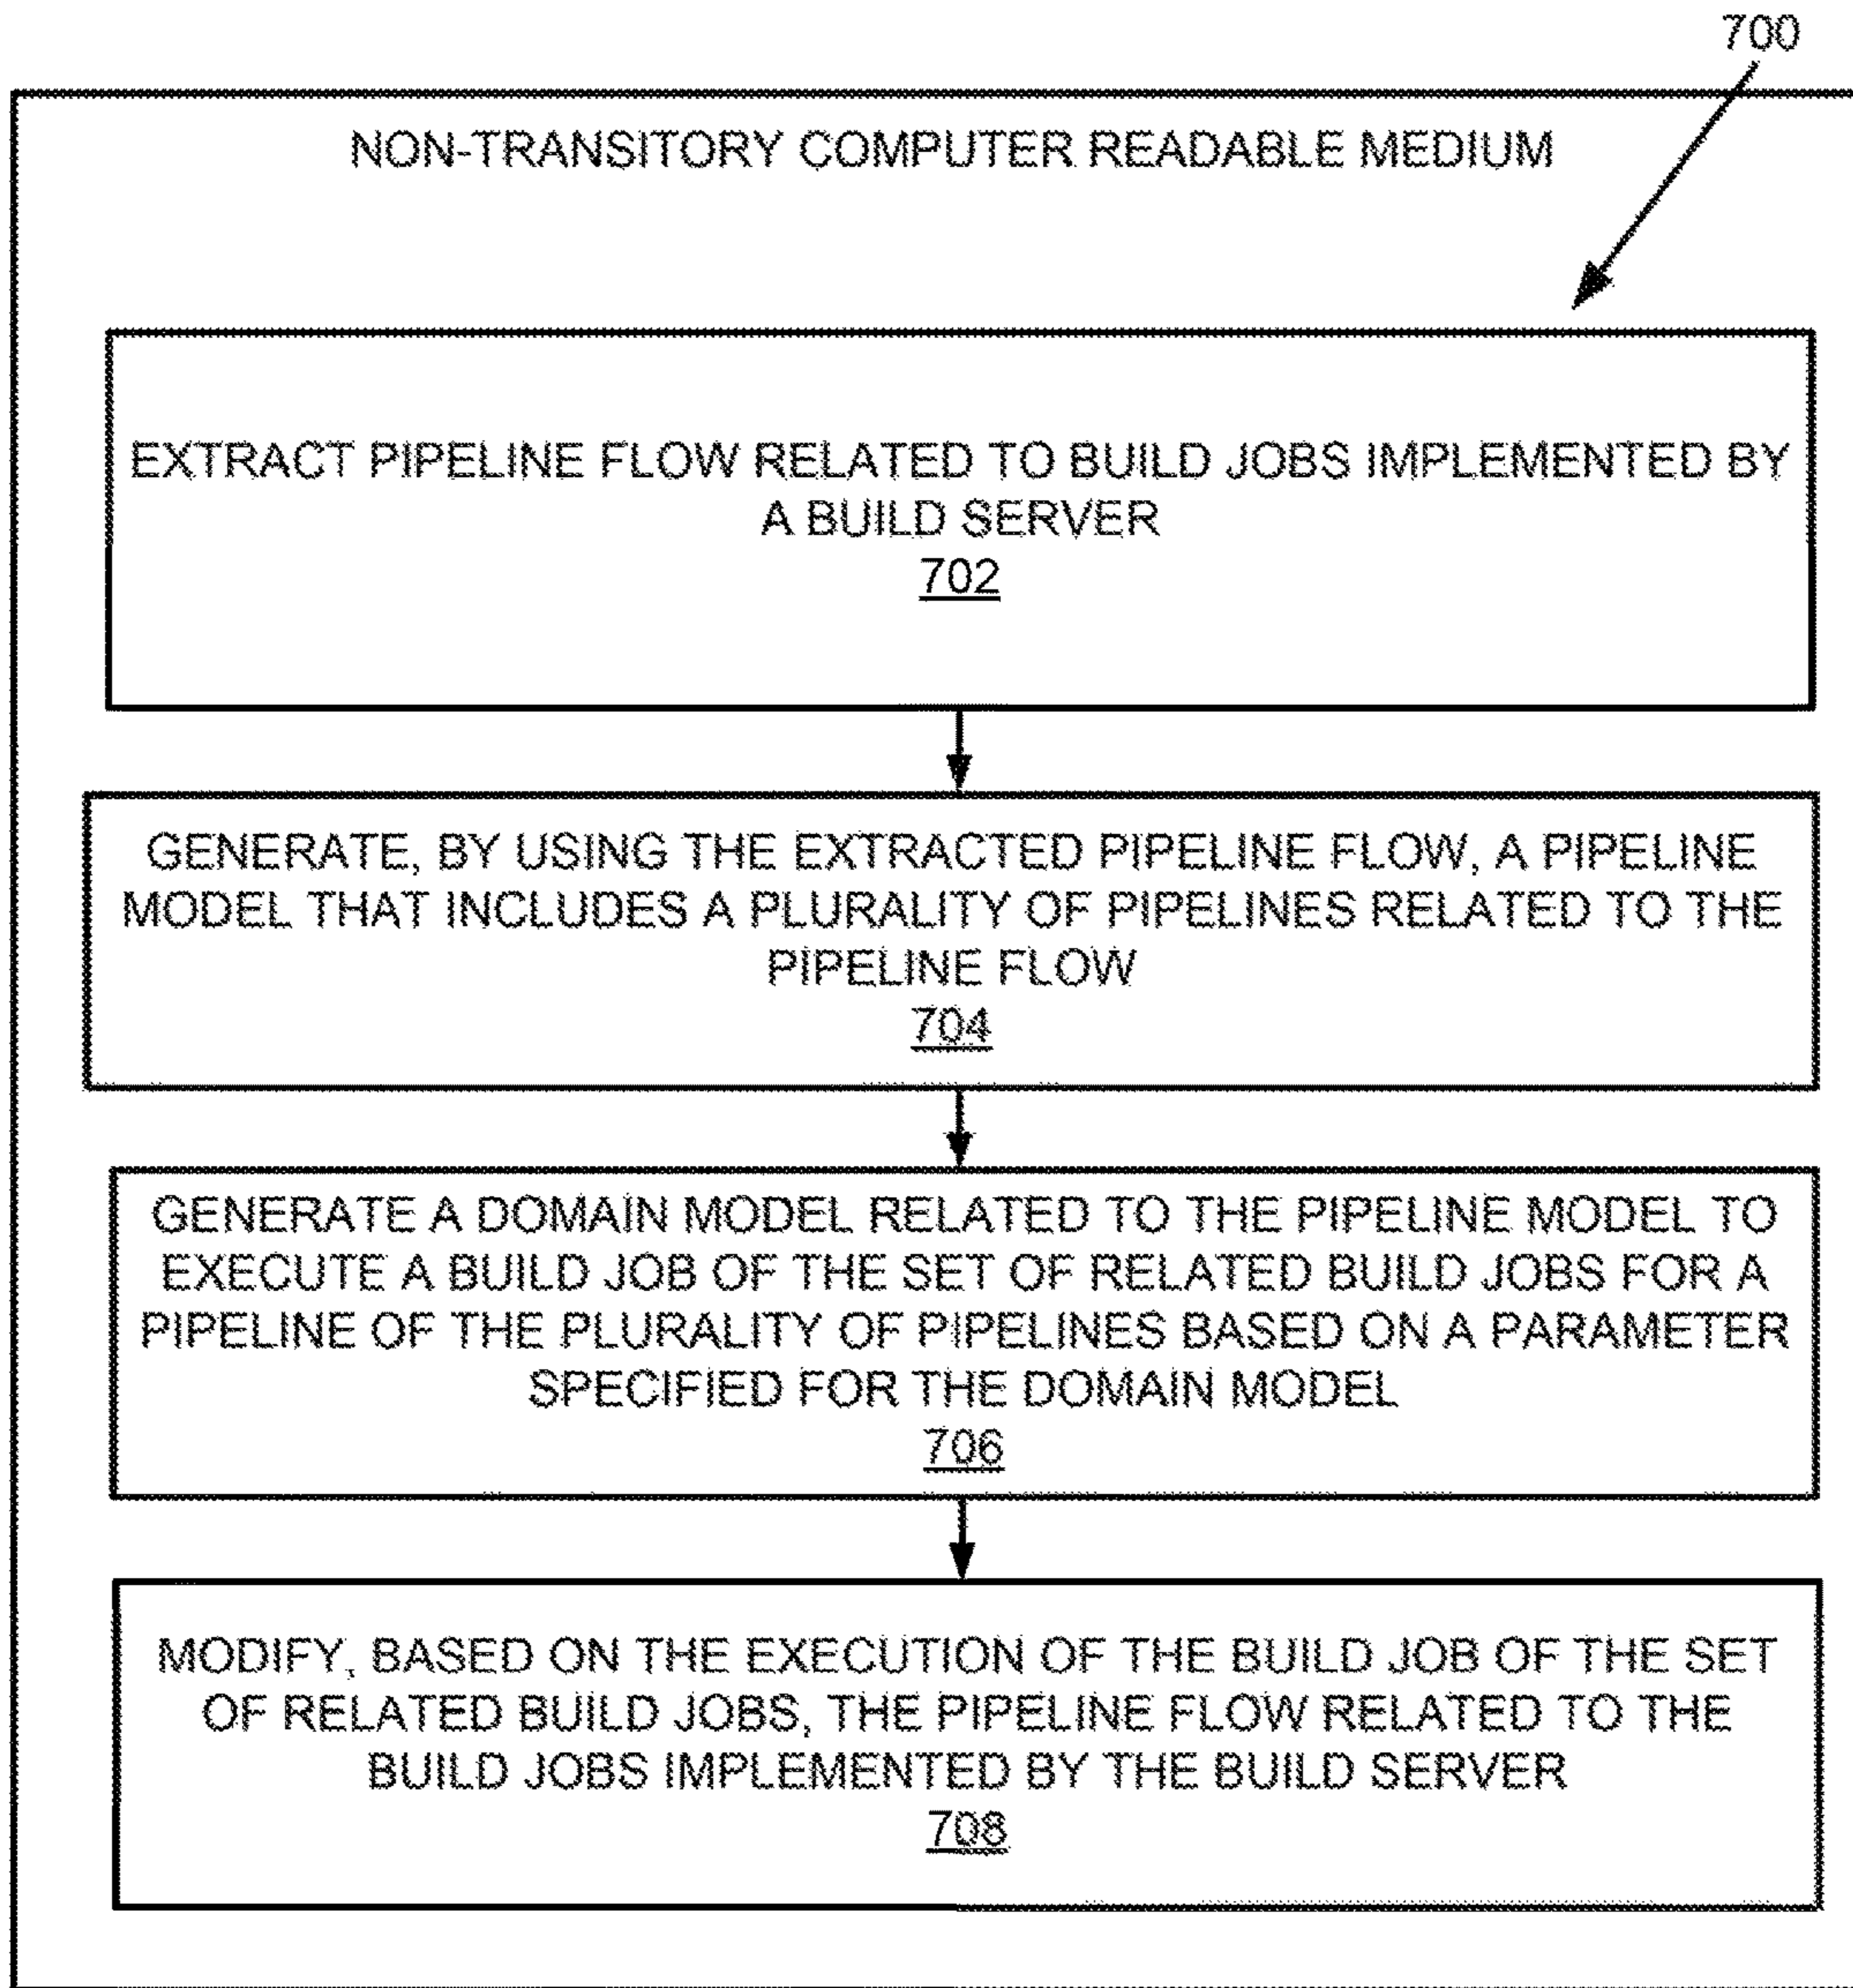 700
NON-TRANSITORY COMPUTER READABLE MEDIUM
EXTRACT PIPELINE FLOW RELATED TO BUILD JOBS IMPLEMENTED BY
A BUILD SERVER
702
GENERATE, BY USING THE EXTRACTED PIPELINE FLOW, A PIPELINE
MODEL THAT INCLUDES A PLURALITY OF PIPELINES RELATED TO THE
PIPELINE FLOW
704
GENERATE A DOMAIN MODEL RELATED TO THE PIPELINE MODEL TO
EXECUTE A BUILD JOB OF THE SET OF RELATED BUILD JOBS FOR A
PIPELINE OF THE PLURALITY OF PIPELINES BASED ON A PARAMETER
SPECIFIED FOR THE DOMAIN MODEL
706
MODIFY, BASED ON THE EXECUTION OF THE BUILD JOB OF THE SET
OF RELATED BUILD JOBS, THE PIPELINE FLOW RELATED TO THE
BUILD JOBS IMPLEMENTED BY THE BUILD SERVER
708